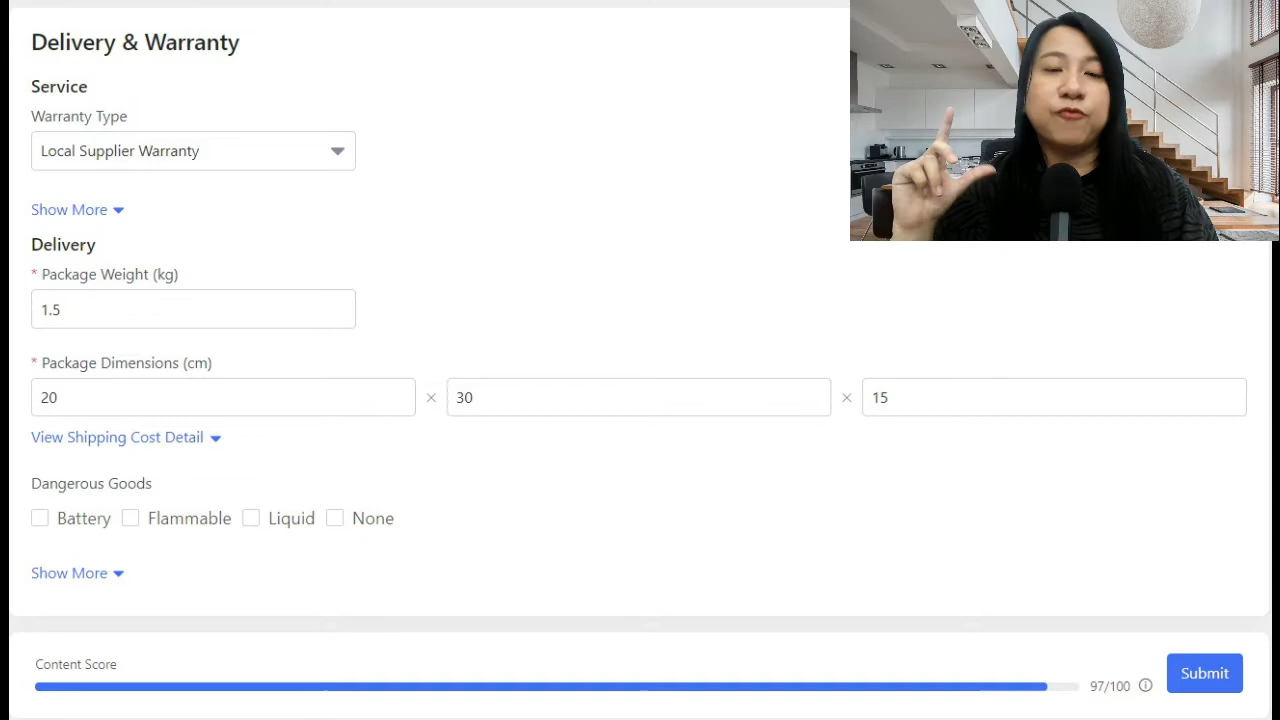 Delivery & Warranty
Service
Warranty Type
Local Supplier Warranty
Show More
Delivery
* Package Weight (kg)
1.5
* Package Dimensions (cm)
20 × 30 × 15
View Shipping Cost Detail
Dangerous Goods
Battery Flammable Liquid None
Show More
Content Score
97/100
Submit